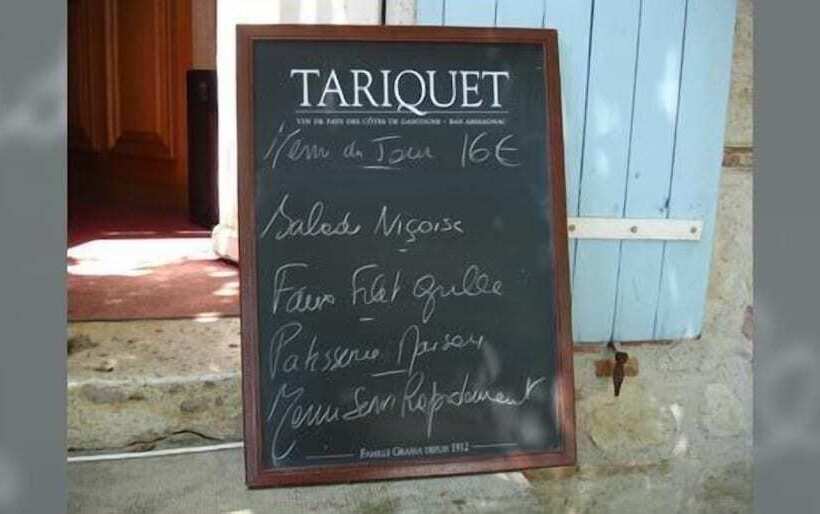 TARIQUET
VIN DE PAYS DES CÔTES DE GASCOGNE - BAS ARMAGNAC
Menu du Jour 16€
Salade Niçoise
Faux Filet grillé
Patisserie Maison
Menu Servi Rapidement
FAMILLE GRASSA DEPUIS 1912